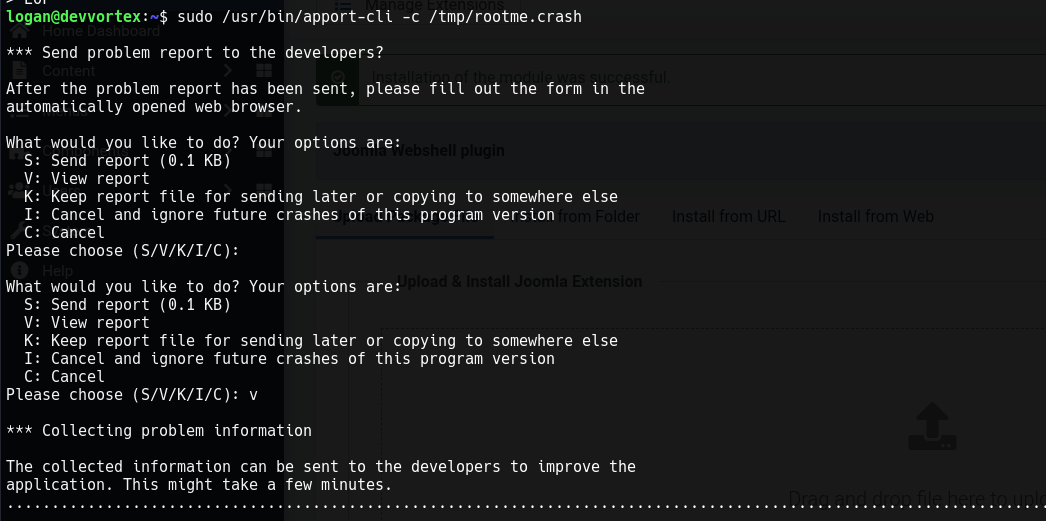 > EOF
logan@devvortex:~$ sudo /usr/bin/apport-cli -c /tmp/rootme.crash
*** Send problem report to the developers?
After the problem report has been sent, please fill out the form in the
automatically opened web browser.
What would you like to do? Your options are:
S: Send report (0.1 KB)
V: View report
K: Keep report file for sending later or copying to somewhere else
I: Cancel and ignore future crashes of this program version
C: Cancel
Please choose (S/V/K/I/C):
What would you like to do? Your options are:
S: Send report (0.1 KB)
V: View report
K: Keep report file for sending later or copying to somewhere else
I: Cancel and ignore future crashes of this program version
C: Cancel
Please choose (S/V/K/I/C): v
*** Collecting problem information
The collected information can be sent to the developers to improve the
application. This might take a few minutes.
Manage Extensions
Home Dashboard
Content
Installation of the module was successful.
Joomla Webshell plugin
from Folder
Install from URL
Install from Web
Help
Upload & Install Joomla Extension
Drag and drop file here to